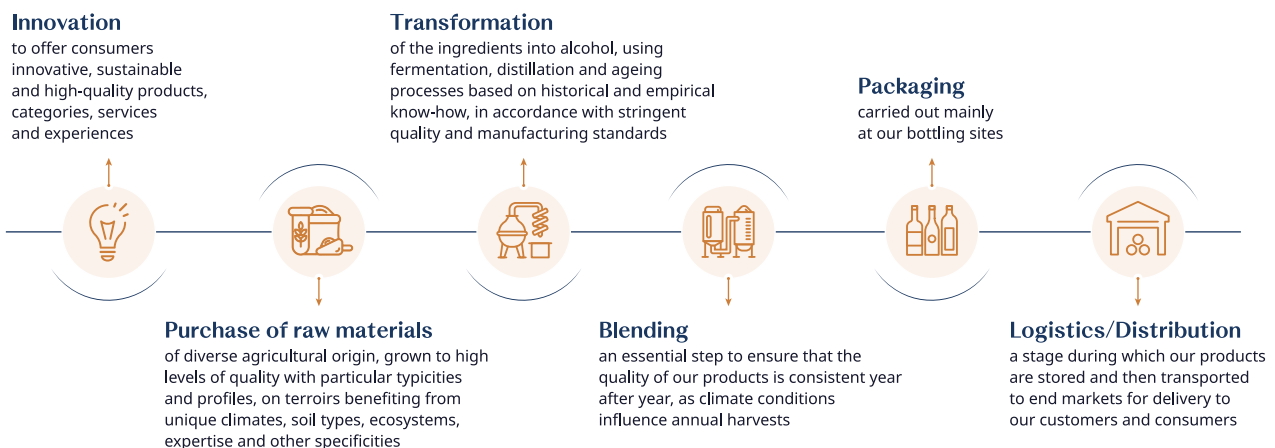 Innovation
to offer consumers
innovative, sustainable
and high-quality products,
categories, services
and experiences
Purchase of raw materials
of diverse agricultural origin, grown to high
levels of quality with particular typicities
and profiles, on terroirs benefiting from
unique climates, soil types, ecosystems,
expertise and other specificities
Transformation
of the ingredients into alcohol, using
fermentation, distillation and ageing
processes based on historical and empirical
know-how, in accordance with stringent
quality and manufacturing standards
Blending
an essential step to ensure that the
quality of our products is consistent year
after year, as climate conditions
influence annual harvests
Packaging
carried out mainly
at our bottling sites
Logistics/Distribution
a stage during which our products
are stored and then transported
to end markets for delivery to
our customers and consumers